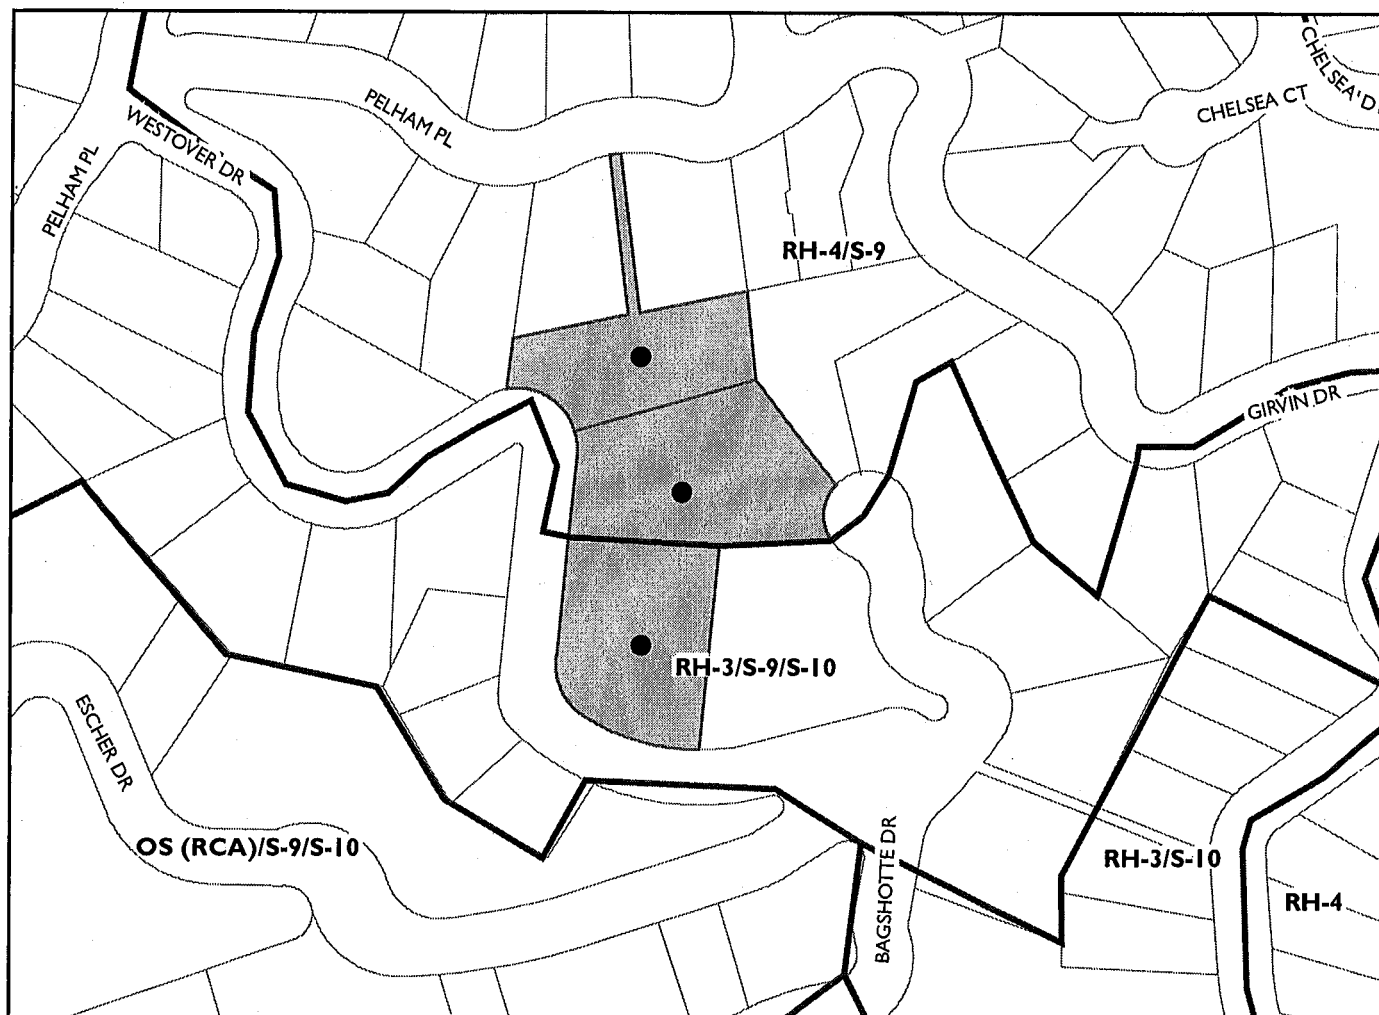 CHELSEA'D
CHELSEA CT
PELHAM PL
WESTOVER DR
PELHAM PL
RH-4/S-9
GIRVIN DR
RH-3/S-9/S-10
ESCHER DR
OS (RCA)/S-9/S-10
BAGSHOTTE DR
RH-3/S-10
RH-4